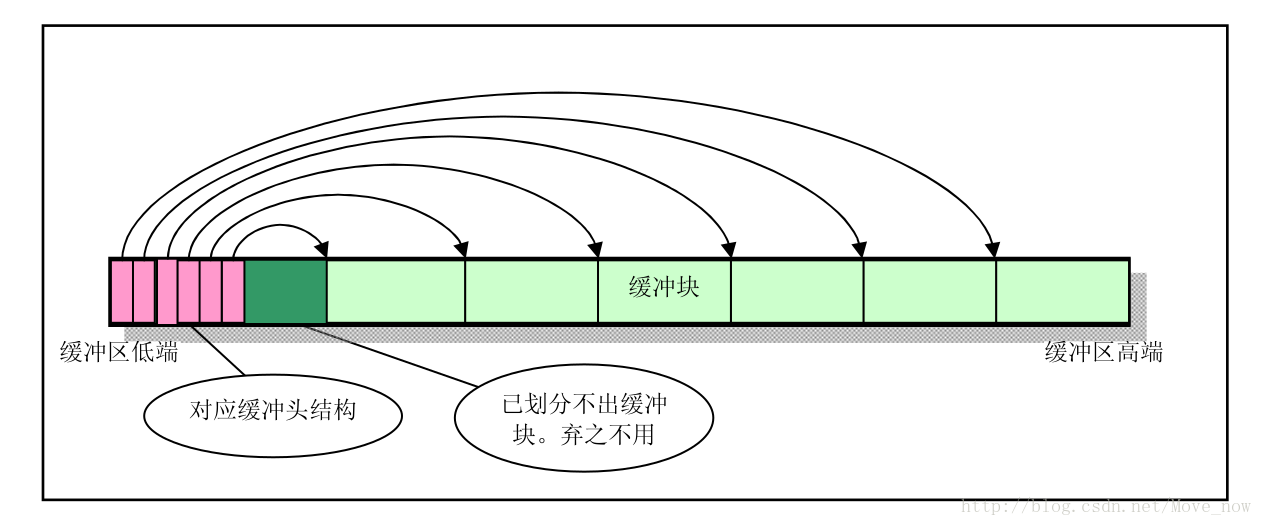 缓冲块
缓冲区低端
缓冲区高端
对应缓冲头结构
已划分不出缓冲
块。弃之不用
http://blog.csdn.net/Move_now